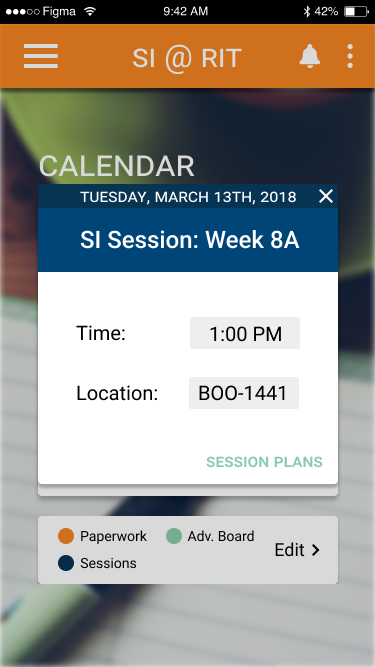 Figma 9:42 AM 42%
SI @ RIT
CALENDAR
TUESDAY, MARCH 13TH, 2018
SI Session: Week 8A
Time: 1:00 PM
Location: BOO-1441
SESSION PLANS
Paperwork Adv. Board
Sessions
Edit